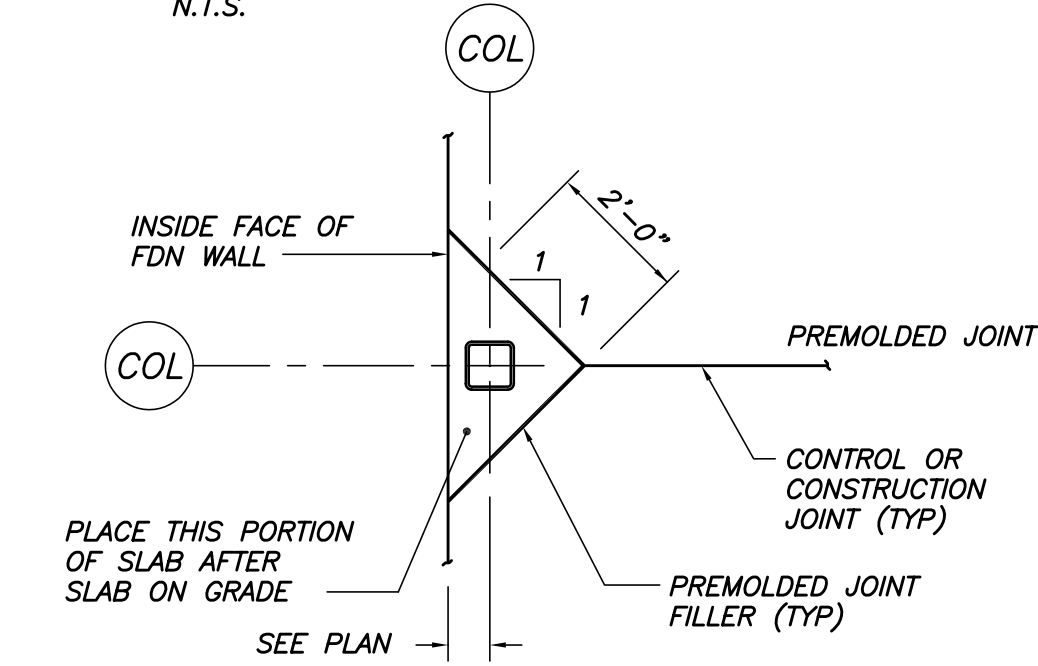 N.T.S.
COL
2'-0"
INSIDE FACE OF
FDN WALL
1
1
PREMOLDED JOINT
COL
CONTROL OR
CONSTRUCTION
JOINT (TYP)
PLACE THIS PORTION
OF SLAB AFTER
SLAB ON GRADE
PREMOLDED JOINT
FILLER (TYP)
SEE PLAN